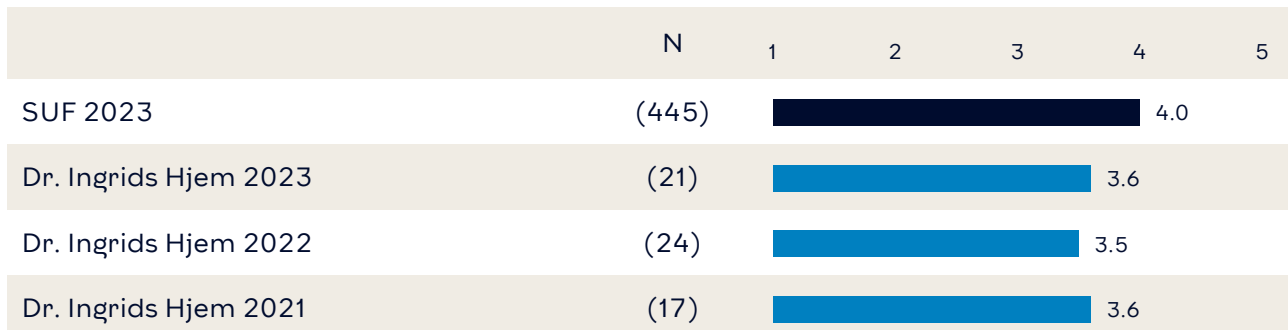 N 1 2 3 4 5
SUF 2023 (445) 4.0
Dr. Ingrids Hjem 2023 (21) 3.6
Dr. Ingrids Hjem 2022 (24) 3.5
Dr. Ingrids Hjem 2021 (17) 3.6